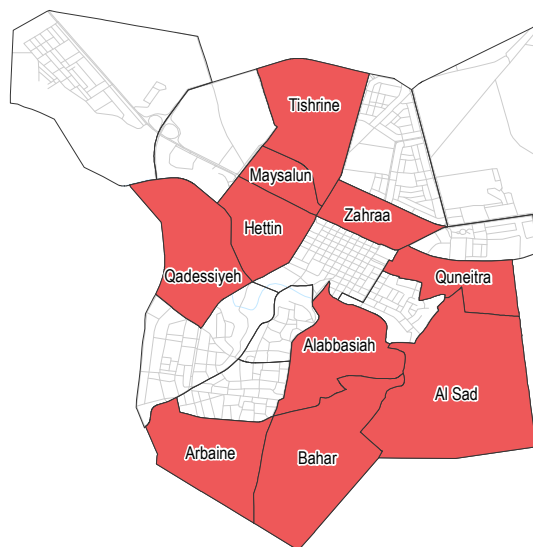 Tishrine
Maysalun
Zahraa
Hettin
Qadessiyeh
Quneitra
Alabbasiah
Al Sad
Arbaine
Bahar